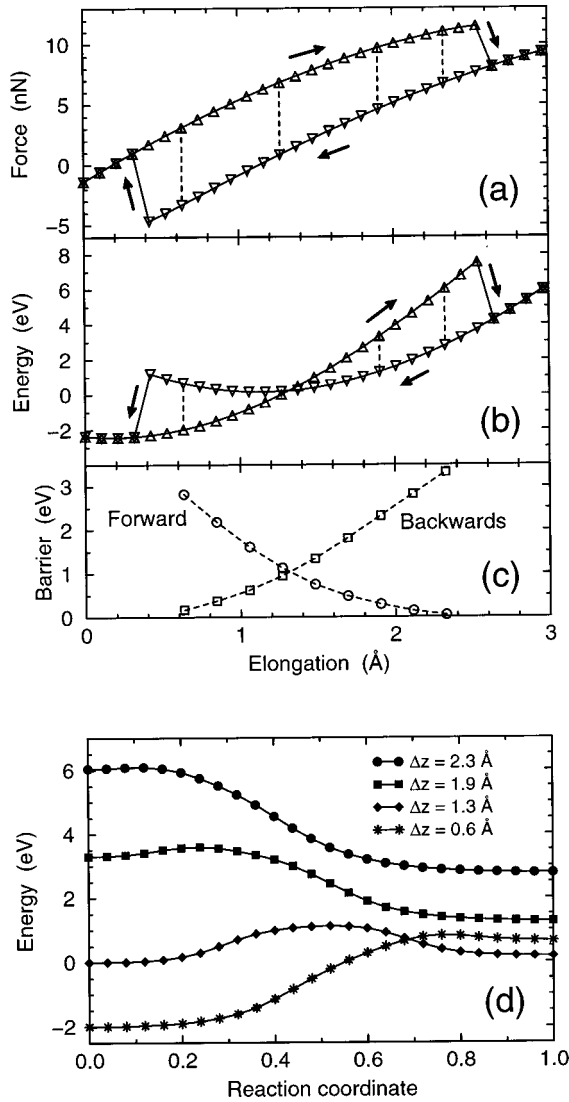 10
5
0
−5
Force (nN)
(a)
8
6
4
2
0
−2
Energy (eV)
(b)
3
2
1
0
Barrier (eV)
Forward
Backwards
(c)
0 1 2 3
Elongation (Å)
6
4
2
0
−2
Energy (eV)
Δz = 2.3 Å
Δz = 1.9 Å
Δz = 1.3 Å
Δz = 0.6 Å
(d)
0.0 0.2 0.4 0.6 0.8 1.0
Reaction coordinate